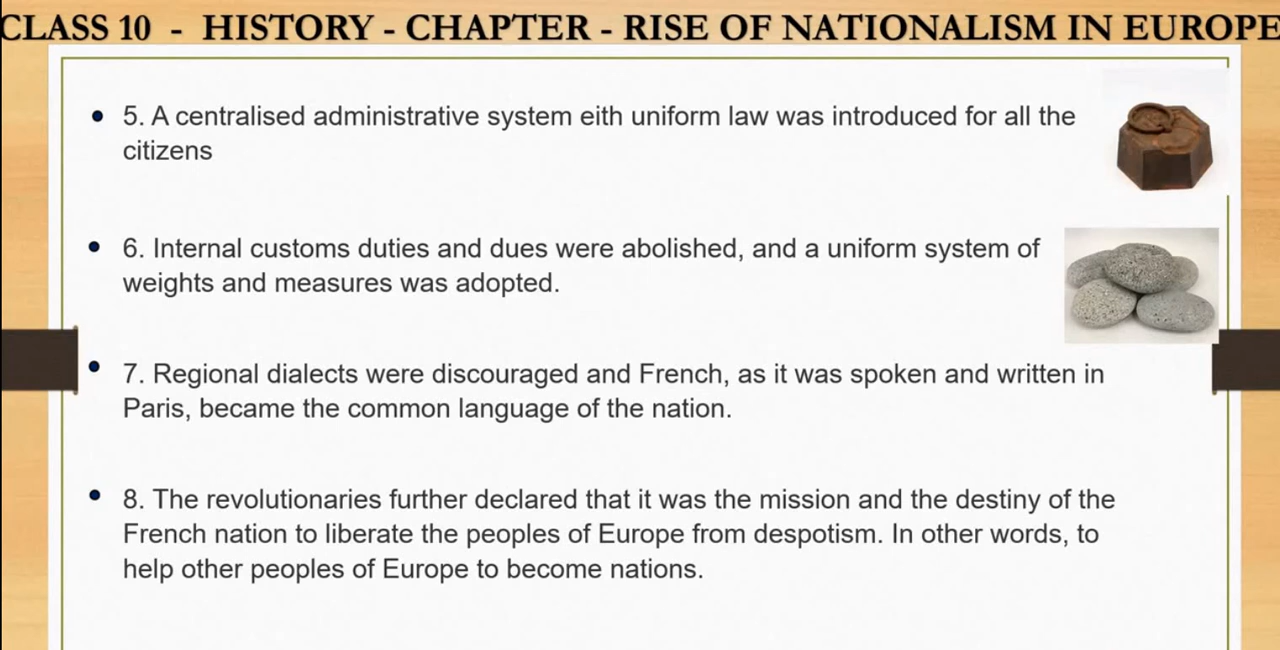 CLASS 10 - HISTORY - CHAPTER - RISE OF NATIONALISM IN EUROPE
• 5. A centralised administrative system eith uniform law was introduced for all the
citizens
• 6. Internal customs duties and dues were abolished, and a uniform system of
weights and measures was adopted.
• 7. Regional dialects were discouraged and French, as it was spoken and written in
Paris, became the common language of the nation.
• 8. The revolutionaries further declared that it was the mission and the destiny of the
French nation to liberate the peoples of Europe from despotism. In other words, to
help other peoples of Europe to become nations.